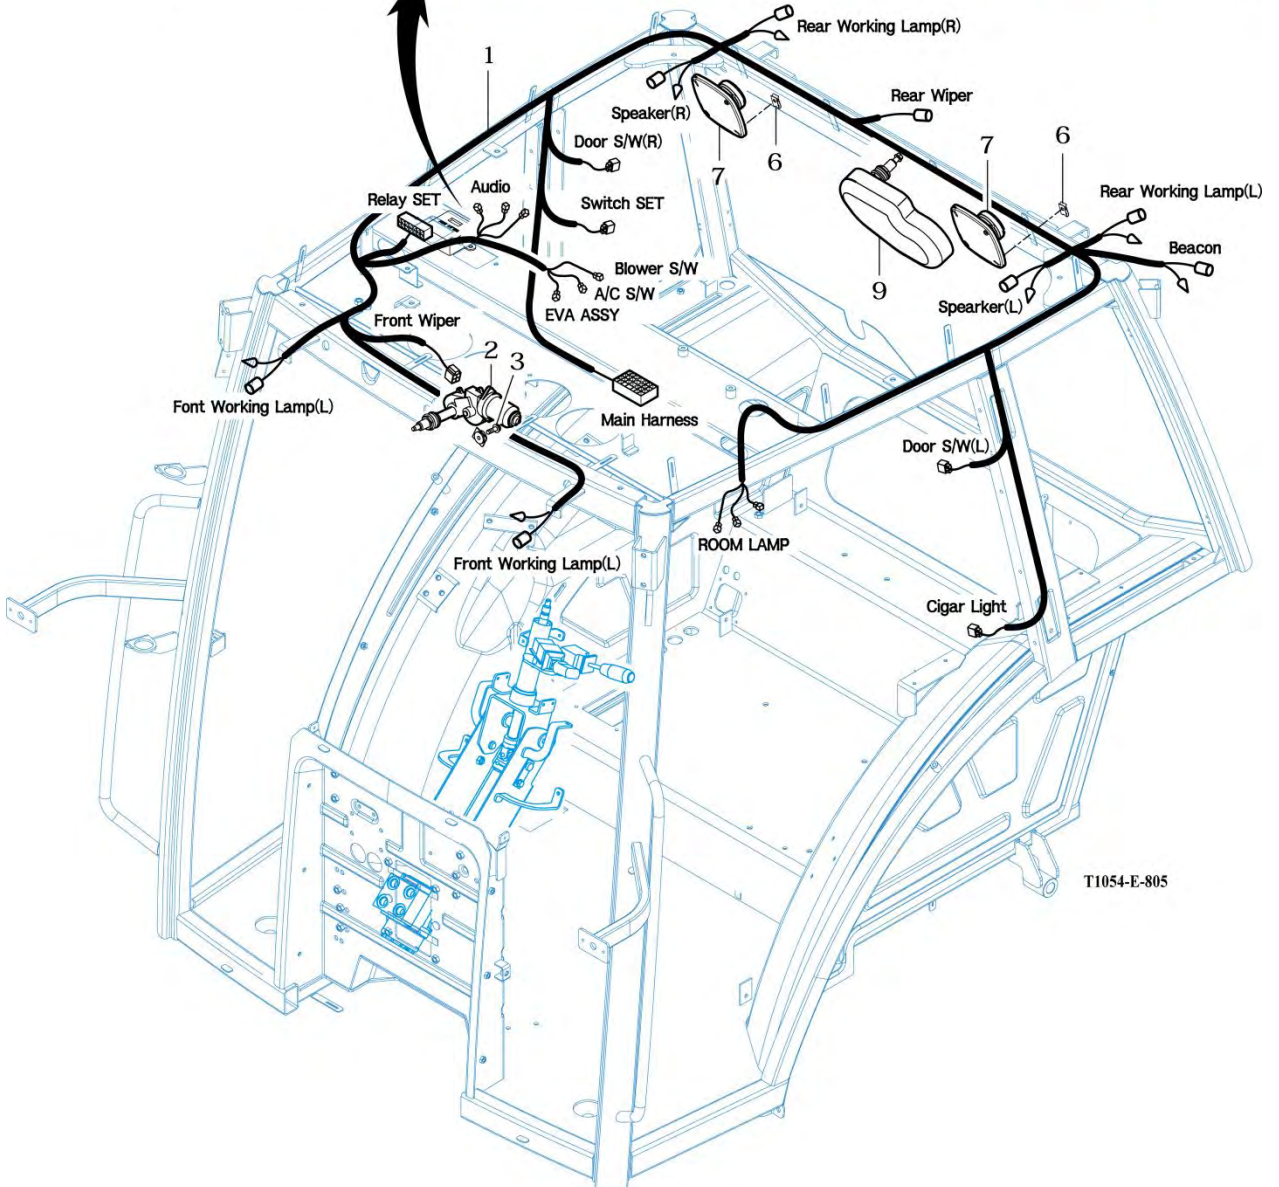 Rear Working Lamp(R)
1
Rear Wiper
Speaker(R)
6
6
Door S/W(R)
7
7
Audio
Rear Working Lamp(L)
Relay SET
Switch SET
Beacon
Blower S/W
A/C S/W
9
Spearker(L)
EVA ASSY
Front Wiper
2
3
Font Working Lamp(L)
Main Harness
Door S/W(L)
ROOM LAMP
Front Working Lamp(L)
Cigar Light
T1054-E-805